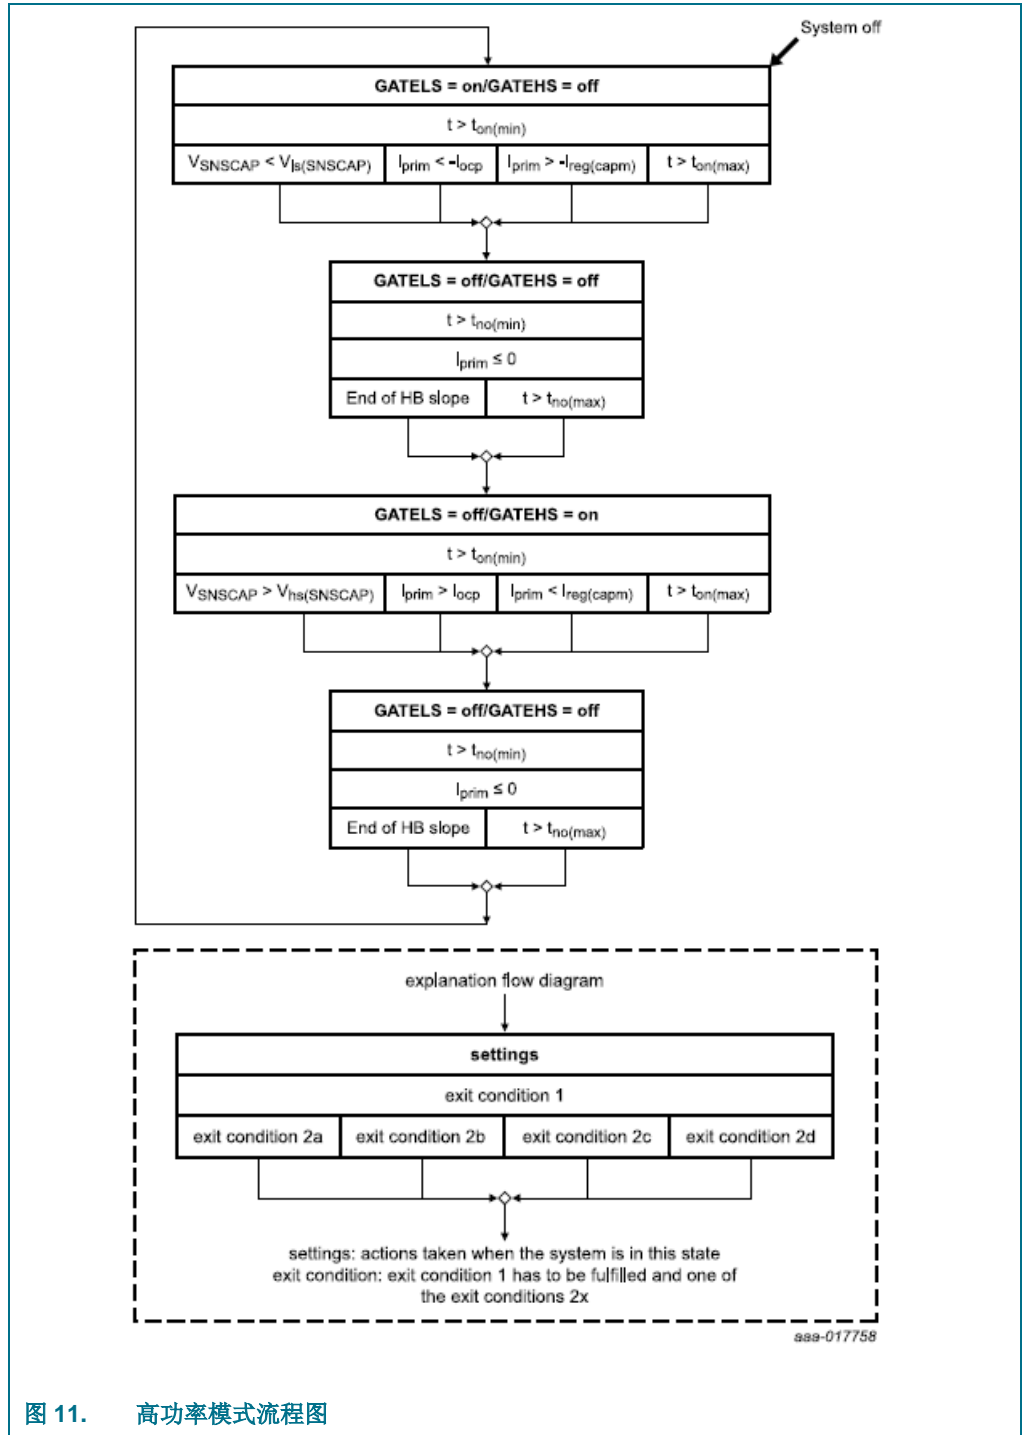 System off
GATELS = on/GATEHS = off
t > ton(min)
VSNSCAP < Vls(SNSCAP) Iprim < -Iocp Iprim > -Ireg(capm) t > ton(max)
GATELS = off/GATEHS = off
t > tno(min)
Iprim ≤ 0
End of HB slope t > tno(max)
GATELS = off/GATEHS = on
t > ton(min)
VSNSCAP > Vhs(SNSCAP) Iprim > Iocp Iprim < Ireg(capm) t > ton(max)
GATELS = off/GATEHS = off
t > tno(min)
Iprim ≤ 0
End of HB slope t > tno(max)
explanation flow diagram
settings
exit condition 1
exit condition 2a exit condition 2b exit condition 2c exit condition 2d
settings: actions taken when the system is in this state
exit condition: exit condition 1 has to be fulfilled and one of
the exit conditions 2x
aaa-017758
图 11. 高功率模式流程图